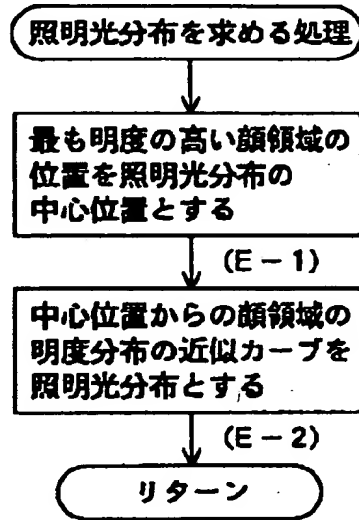 照明光分布を求める処理
最も明度の高い顔領域の
位置を照明光分布の
中心位置とする
(E-1)
中心位置からの顔領域の
明度分布の近似カーブを
照明光分布とする
(E-2)
リターン